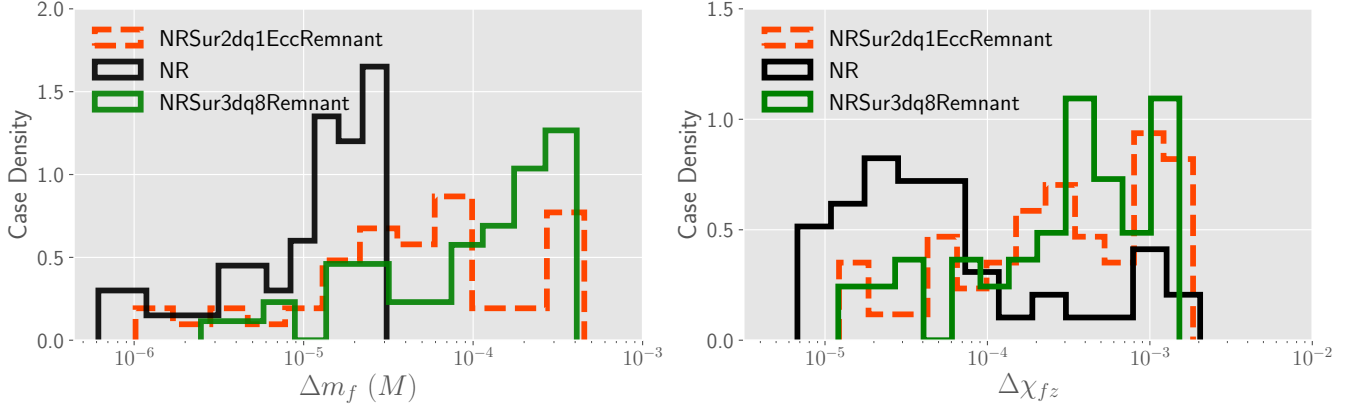 2.0
1.5
1.0
0.5
0.0
Case Density
NRSur2dq1EccRemnant
NR
NRSur3dq8Remnant
10⁻⁶
10⁻⁵
10⁻⁴
10⁻³
Δm_f (M)
1.5
1.0
0.5
0.0
Case Density
NRSur2dq1EccRemnant
NR
NRSur3dq8Remnant
10⁻⁵
10⁻⁴
10⁻³
10⁻²
Δχ_fz